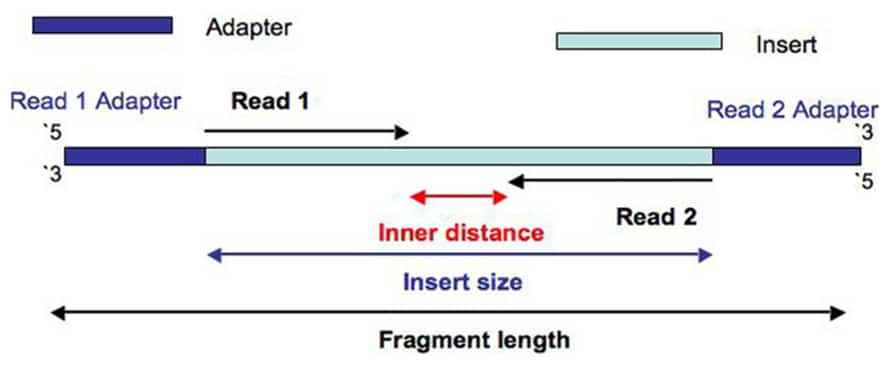 Adapter
Insert
Read 1 Adapter
Read 1
Read 2 Adapter
`5
`3
`3
`5
Read 2
Inner distance
Insert size
Fragment length